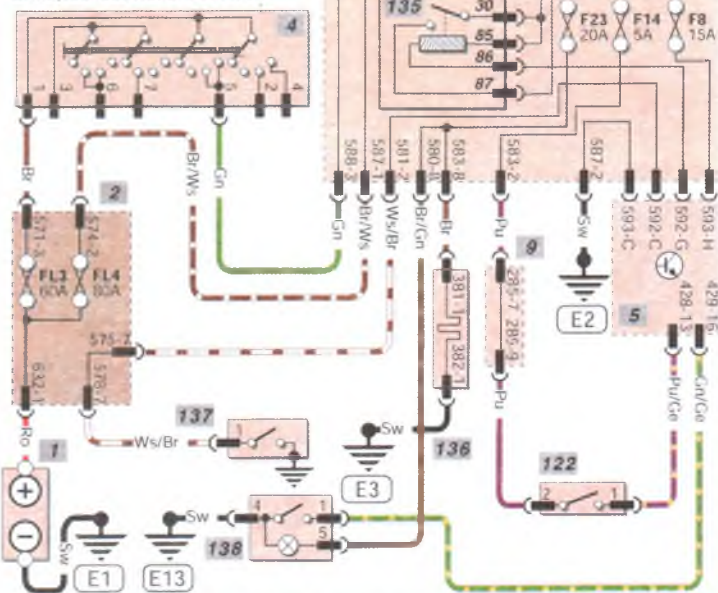 4
135
30
85
86
87
F23
20A
F14
5A
F8
15A
1
3
6
7
5
2
4
Br
Br/Ws
Gn
588-3
587-1
581-2
580-8
583-8
583-2
587-2
593-C
592-C
592-G
593-H
Gn
Br/Ws
Ws/Br
Br/Gn
Br
Pu
Sw
2
571-3
574-2
FL3
60A
FL4
80A
575-7
578-7
632-1
Ro
1
+
−
Sw
E1
Ws/Br
137
1
Sw
E13
4
1
5
138
381-1
382-1
Sw
E3
136
9
285-7
285-9
Pu
E2
5
428-13
428-16
Pu/Ge
Gn/Ge
122
2
1